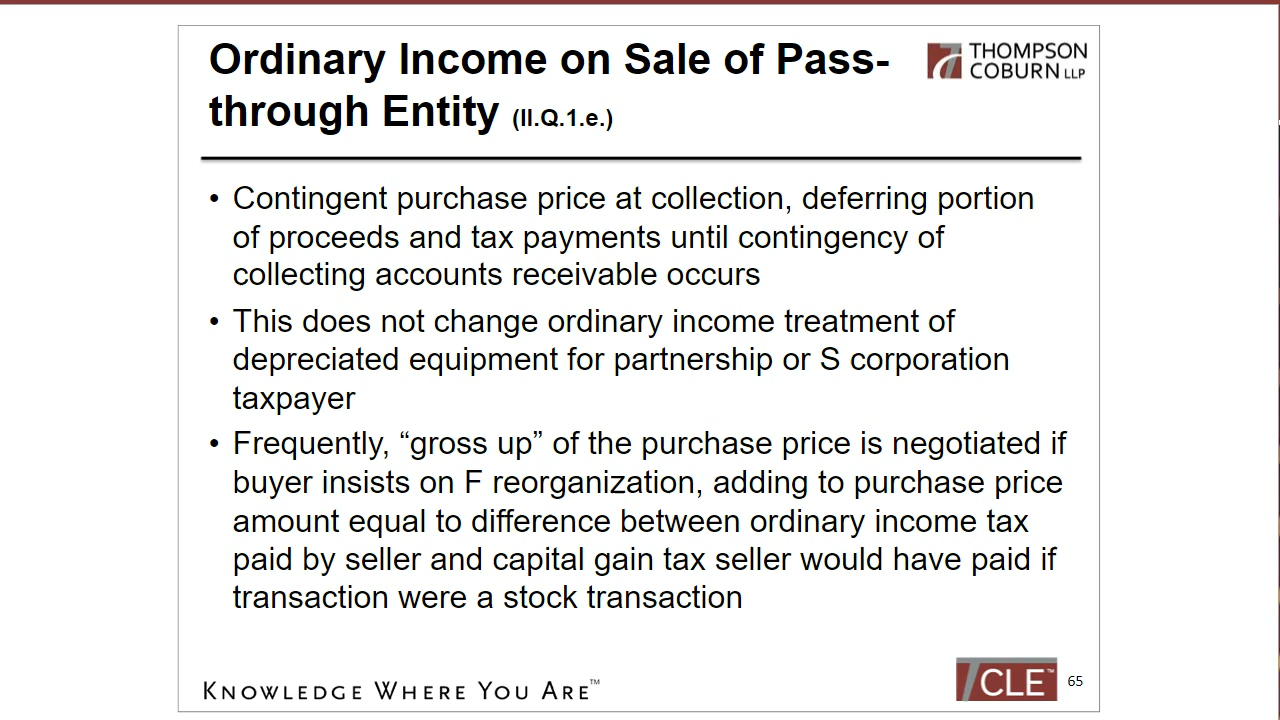 Ordinary Income on Sale of Pass-
through Entity (II.Q.1.e.)
THOMPSON
COBURN LLP
• Contingent purchase price at collection, deferring portion
of proceeds and tax payments until contingency of
collecting accounts receivable occurs
• This does not change ordinary income treatment of
depreciated equipment for partnership or S corporation
taxpayer
• Frequently, “gross up” of the purchase price is negotiated if
buyer insists on F reorganization, adding to purchase price
amount equal to difference between ordinary income tax
paid by seller and capital gain tax seller would have paid if
transaction were a stock transaction
KNOWLEDGE WHERE YOU ARE™
CLE™
65